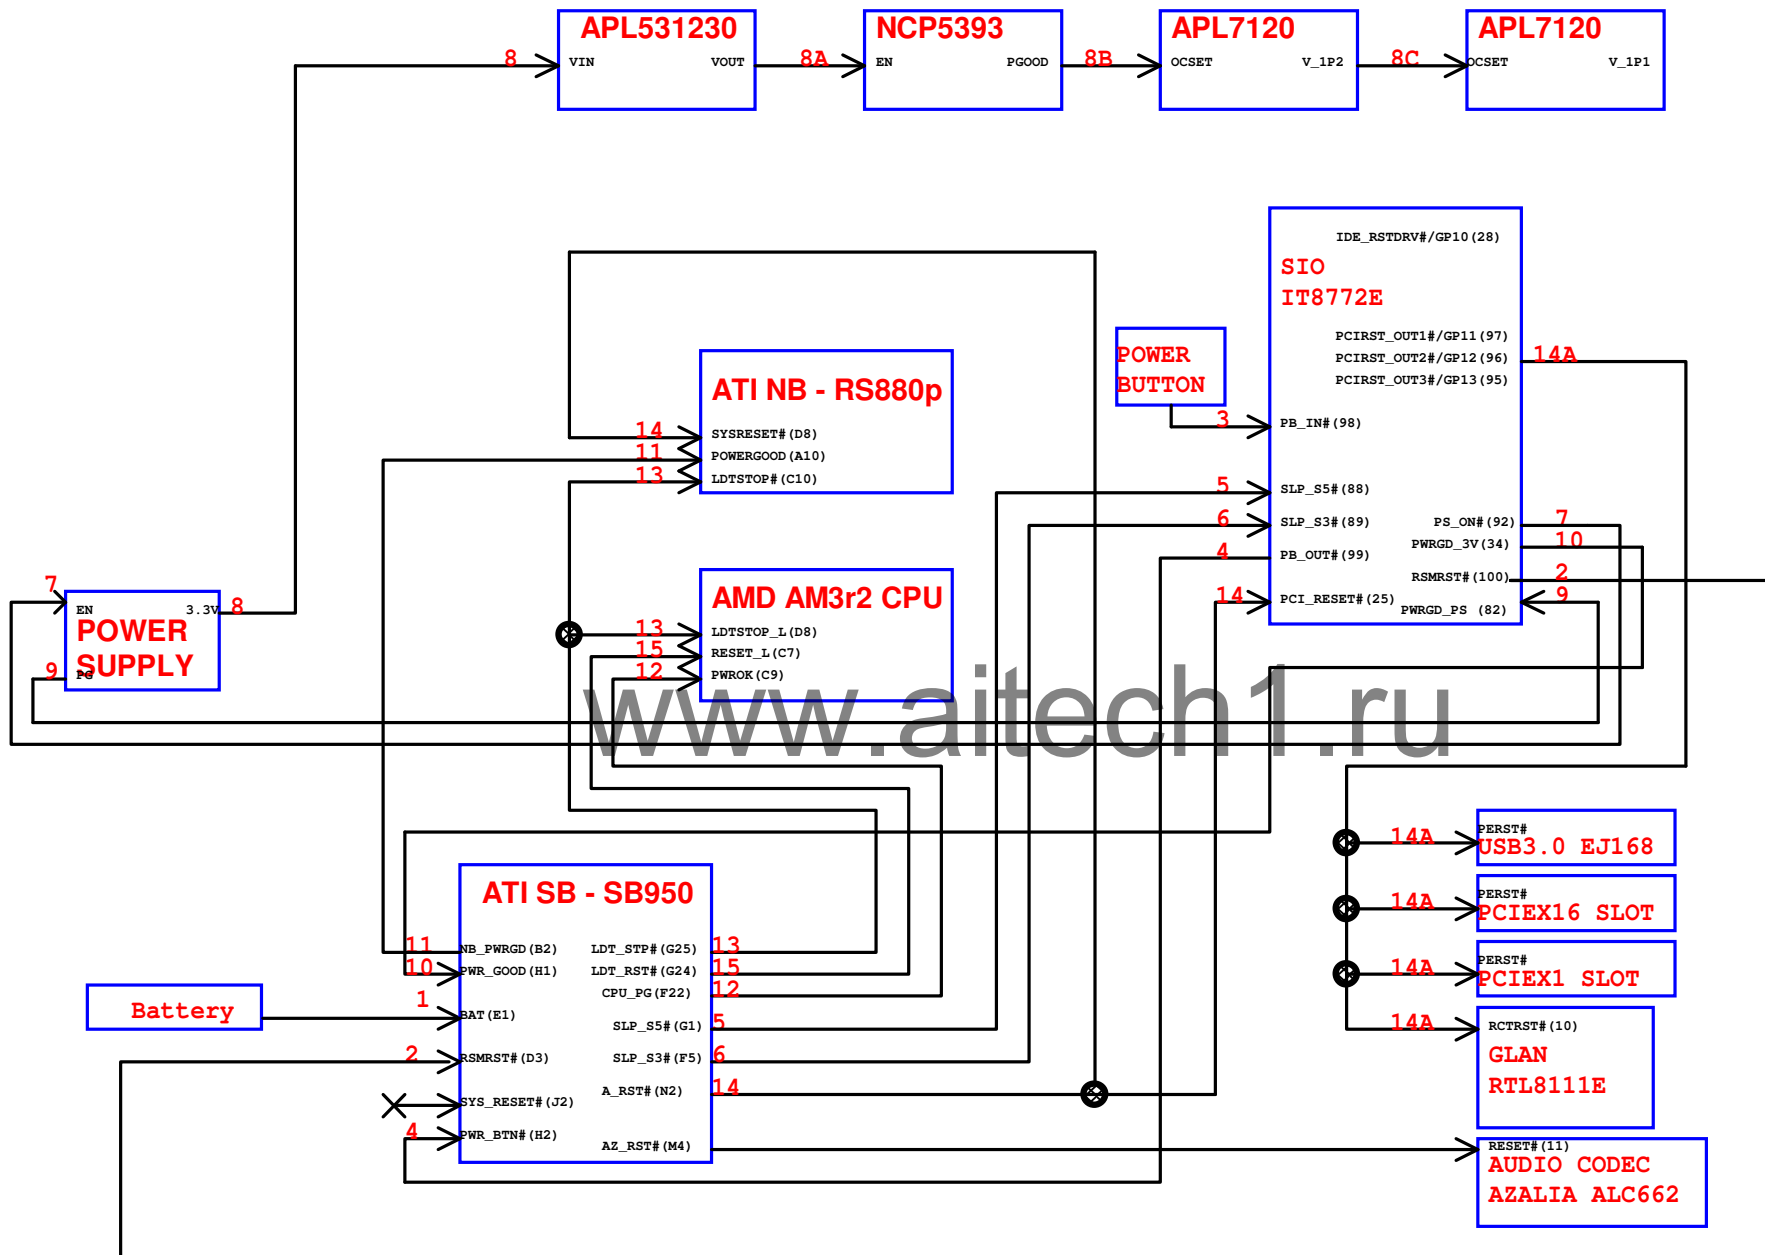 APL531230
8 VIN VOUT 8A
NCP5393
EN PGOOD 8B
APL7120
OCSET V_1P2 8C
APL7120
OCSET V_1P1
IDE_RSTDRV#/GP10(28)
SIO
IT8772E
PCIRST_OUT1#/GP11(97)
PCIRST_OUT2#/GP12(96) 14A
PCIRST_OUT3#/GP13(95)
POWER
BUTTON
3 PB_IN#(98)
5 SLP_S5#(88)
6 SLP_S3#(89)
PS_ON#(92) 7
PWRGD_3V(34) 10
4 PB_OUT#(99)
RSMRST#(100) 2
14 PCI_RESET#(25)
PWRGD_PS (82) 9
ATI NB - RS880p
14 SYSRESET#(D8)
11 POWERGOOD(A10)
13 LDTSTOP#(C10)
AMD AM3r2 CPU
13 LDTSTOP_L(D8)
15 RESET_L(C7)
12 PWROK(C9)
7 EN 3.3V 8
POWER
SUPPLY
9 PG
www.aitech1.ru
ATI SB - SB950
11 NB_PWRGD(B2) LDT_STP#(G25) 13
10 PWR_GOOD(H1) LDT_RST#(G24) 15
CPU_PG(F22) 12
Battery
1 BAT(E1)
SLP_S5#(G1) 5
2 RSMRST#(D3) SLP_S3#(F5) 6
A_RST#(N2) 14
SYS_RESET#(J2)
4 PWR_BTN#(H2)
AZ_RST#(M4)
PERST#
14A USB3.0 EJ168
PERST#
14A PCIEX16 SLOT
PERST#
14A PCIEX1 SLOT
14A RCTRST#(10)
GLAN
RTL8111E
RESET#(11)
AUDIO CODEC
AZALIA ALC662